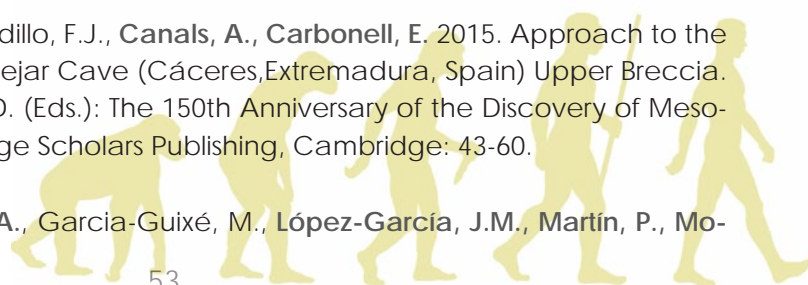 dillo, F.J., Canals, A., Carbonell, E. 2015. Approach to the
ejar Cave (Cáceres,Extremadura, Spain) Upper Breccia.
D. (Eds.): The 150th Anniversary of the Discovery of Meso-
ge Scholars Publishing, Cambridge: 43-60.
A., Garcia-Guixé, M., López-García, J.M., Martín, P., Mo-
53